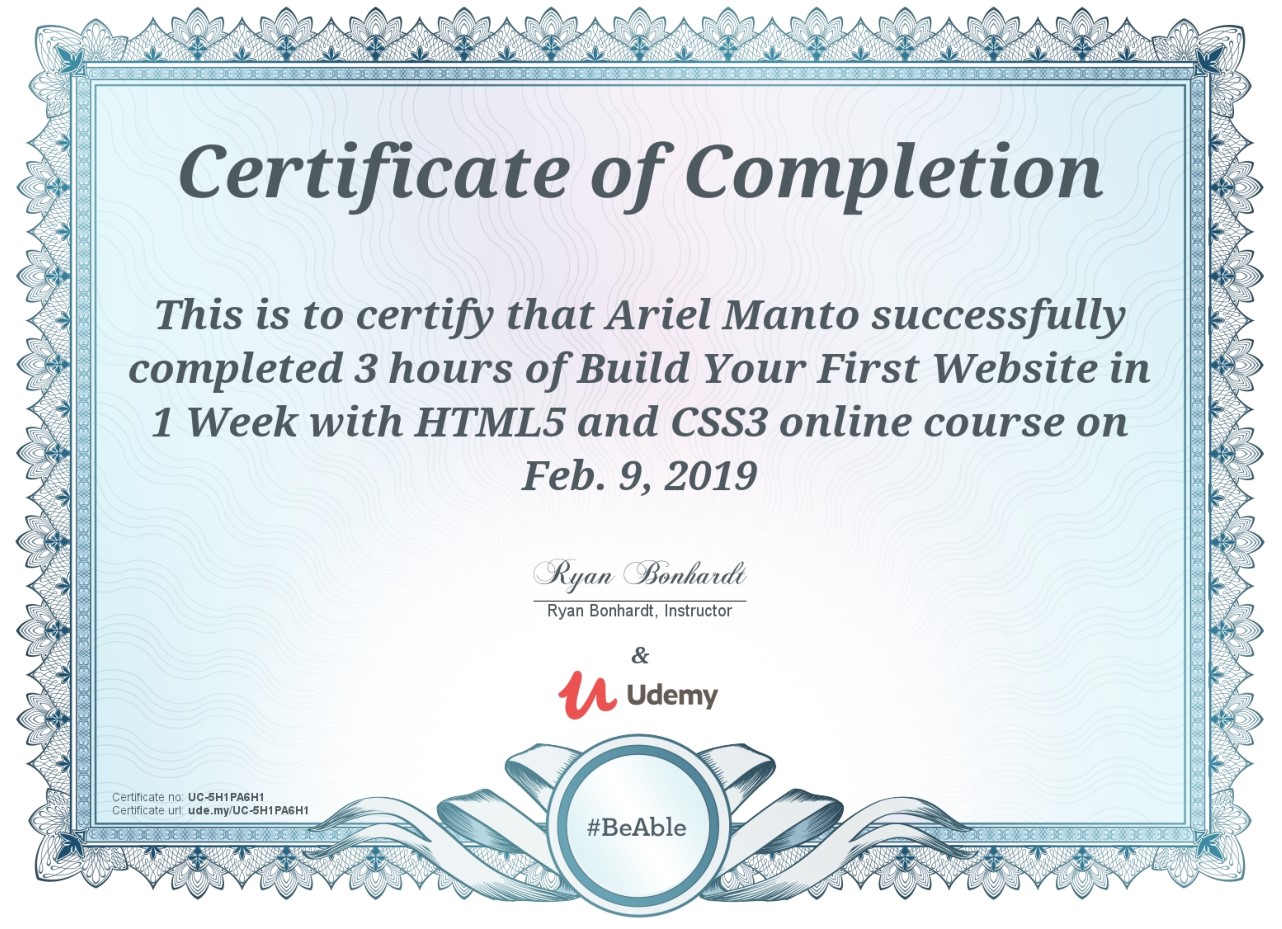 Certificate of Completion
This is to certify that Ariel Manto successfully
completed 3 hours of Build Your First Website in
1 Week with HTML5 and CSS3 online course on
Feb. 9, 2019
Ryan Bonhardt
Ryan Bonhardt, Instructor
&
Udemy
Certificate no: UC-5H1PA6H1
Certificate url: ude.my/UC-5H1PA6H1
#BeAble